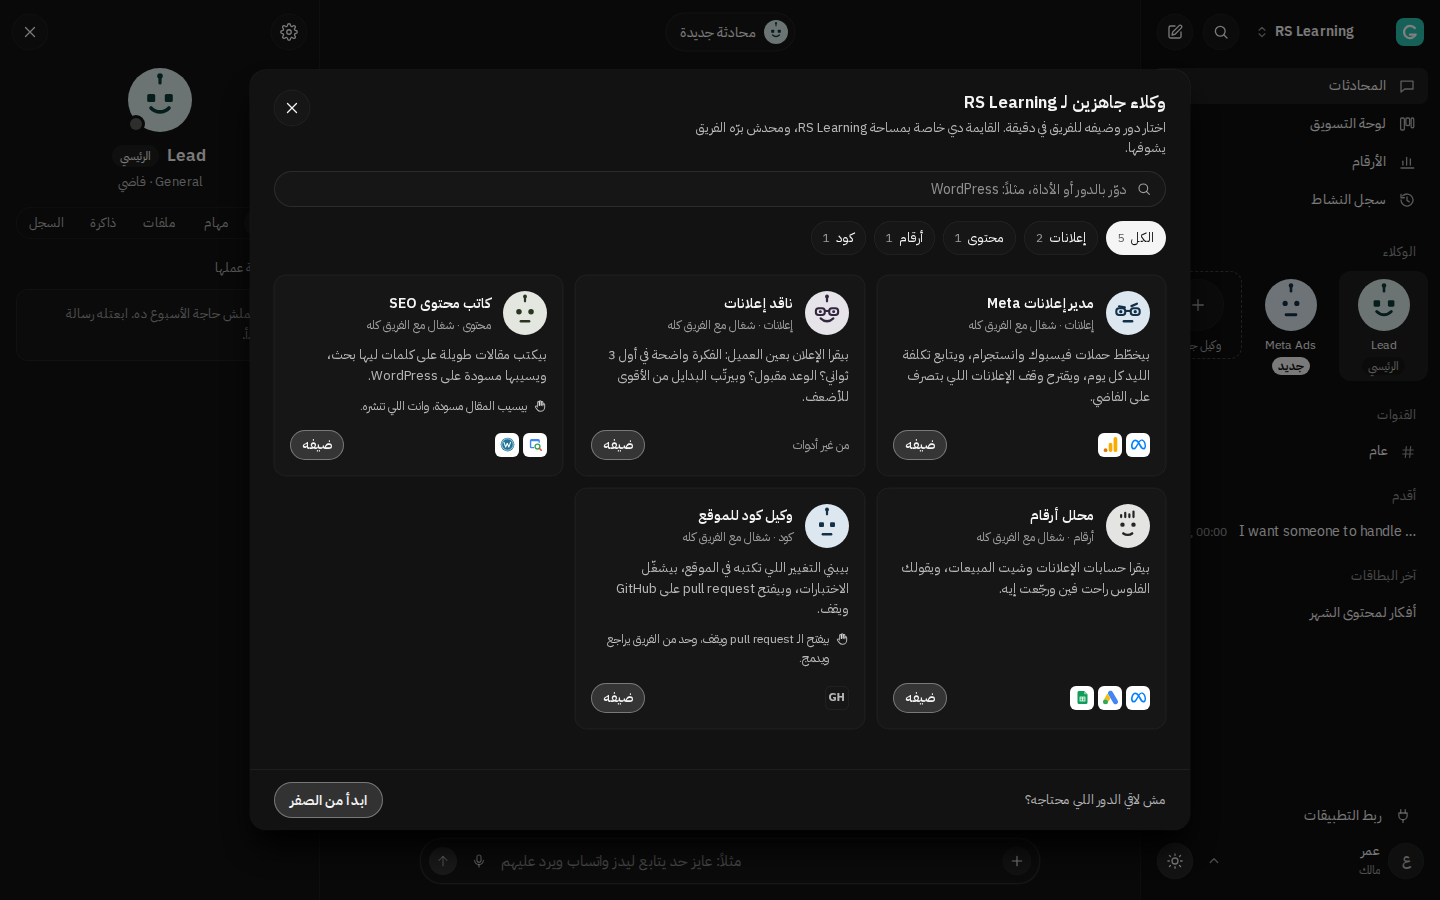 RS Learning
محادثة جديدة
المحادثات
لوحة التسويق
الأرقام
سجل النشاط
الوكلاء
Lead
الرئيسي
Meta Ads
جديد
القنوات
عام
أقدم
I want someone to handle ...
00:00
آخر البطاقات
أفكار لمحتوى الشهر
ربط التطبيقات
ع
عمر
مالك
وكلاء جاهزين لـ RS Learning
اختار دور وضيفه للفريق في دقيقة. القايمة دي خاصة بمساحة RS Learning، ومحدش برّه الفريق
يشوفها.
دوّر بالدور أو الأداة، مثلاً: WordPress
الكل 5
إعلانات 2
محتوى 1
أرقام 1
كود 1
مدير إعلانات Meta
إعلانات · شغال مع الفريق كله
بيخطّط حملات فيسبوك وانستجرام، ويتابع تكلفة
الليد كل يوم، ويقترح وقف الإعلانات اللي بتصرف
على الفاضي.
ضيفه
ناقد إعلانات
إعلانات · شغال مع الفريق كله
بيقرا الإعلان بعين العميل: الفكرة واضحة في أول 3
ثواني؟ الوعد مقبول؟ وبيرتّب البدايل من الأقوى
للأضعف.
من غير أدوات
ضيفه
كاتب محتوى SEO
محتوى · شغال مع الفريق كله
بيكتب مقالات طويلة على كلمات ليها بحث،
ويسيبها مسودة على WordPress.
بيسيب المقال مسودة، وانت اللي تنشره.
ضيفه
محلل أرقام
أرقام · شغال مع الفريق كله
بيقرا حسابات الإعلانات وشيت المبيعات، ويقولك
الفلوس راحت فين ورجّعت إيه.
ضيفه
وكيل كود للموقع
كود · شغال مع الفريق كله
بيبني التغيير اللي تكتبه في الموقع، بيشغّل
الاختبارات، وبيفتح pull request على GitHub
ويقف.
بيفتح الـ pull request ويقف، وحد من الفريق يراجع
ويدمج.
GH
ضيفه
مش لاقي الدور اللي محتاجه؟
ابدأ من الصفر
مثلاً: عايز حد يتابع ليدز واتساب ويرد عليهم
Lead
الرئيسي
General · فاضي
مهام
ملفات
ذاكرة
السجل